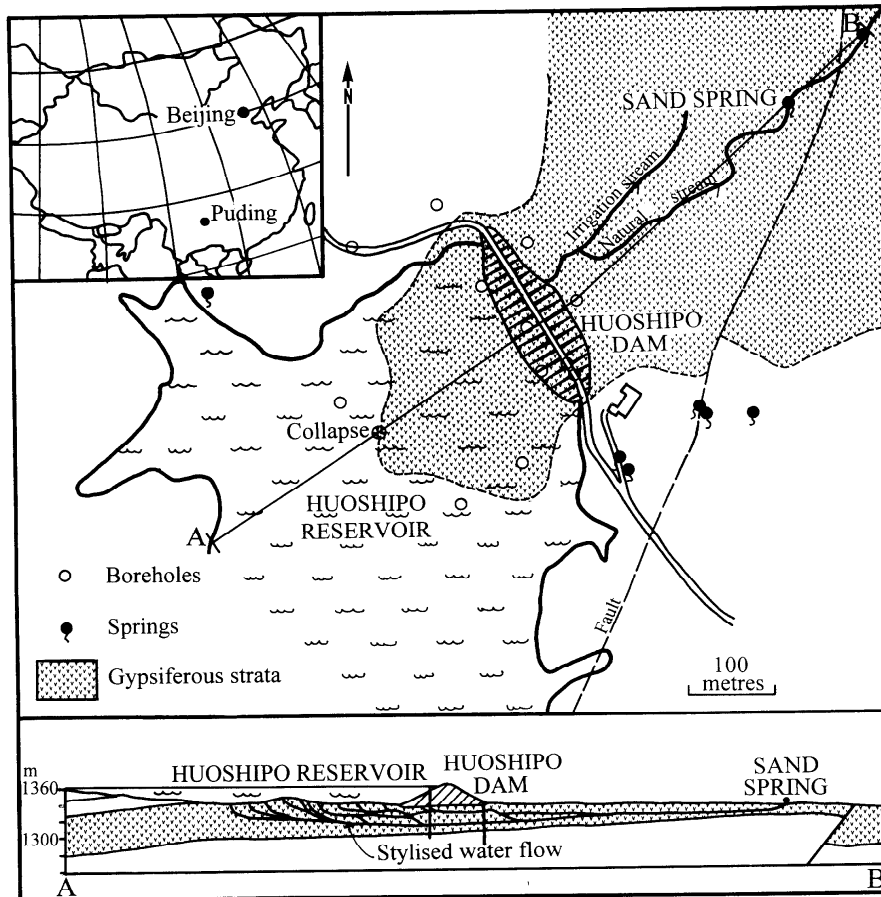 Beijing
Puding
N
B
SAND SPRING
Irrigation stream
Natural stream
HUOSHIPO
DAM
Collapse
HUOSHIPO
RESERVOIR
A
Boreholes
Springs
Gypsiferous strata
Fault
100
metres
m
1360
1300
HUOSHIPO RESERVOIR
HUOSHIPO
DAM
SAND
SPRING
Stylised water flow
A
B